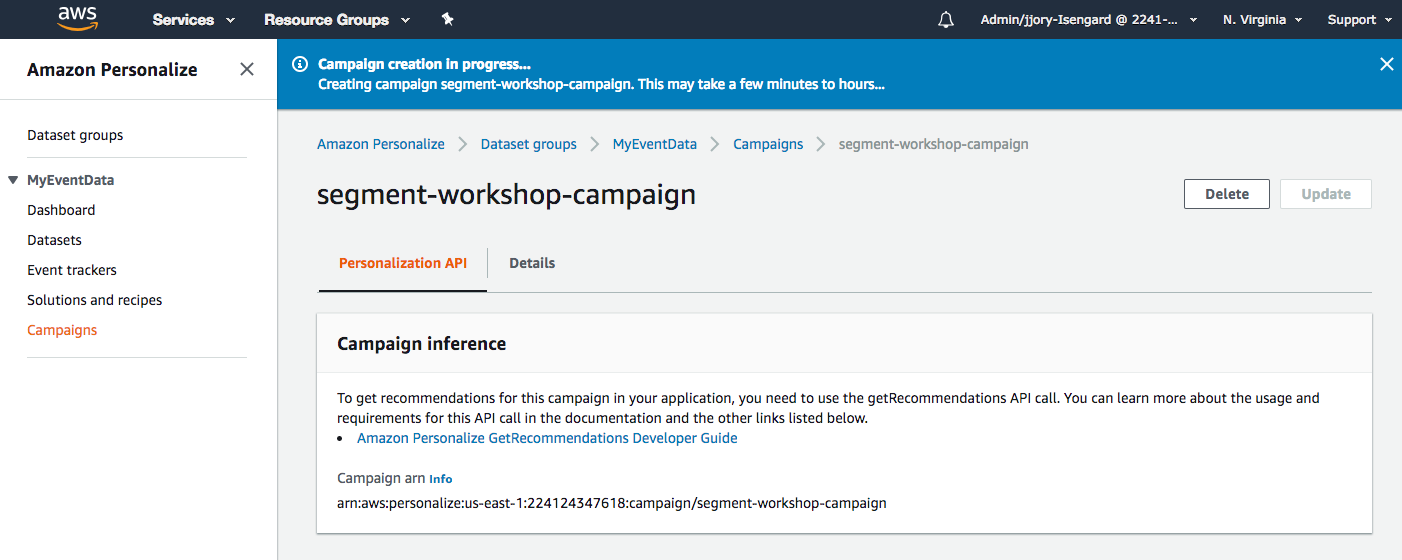 aws
Services
Resource Groups
Admin/jjory-Isengard @ 2241-...
N. Virginia
Support
Amazon Personalize
Campaign creation in progress...
Creating campaign segment-workshop-campaign. This may take a few minutes to hours...
Dataset groups
MyEventData
Dashboard
Datasets
Event trackers
Solutions and recipes
Campaigns
Amazon Personalize
Dataset groups
MyEventData
Campaigns
segment-workshop-campaign
segment-workshop-campaign
Delete
Update
Personalization API
Details
Campaign inference
To get recommendations for this campaign in your application, you need to use the getRecommendations API call. You can learn more about the usage and
requirements for this API call in the documentation and the other links listed below.
• Amazon Personalize GetRecommendations Developer Guide
Campaign arn Info
arn:aws:personalize:us-east-1:224124347618:campaign/segment-workshop-campaign